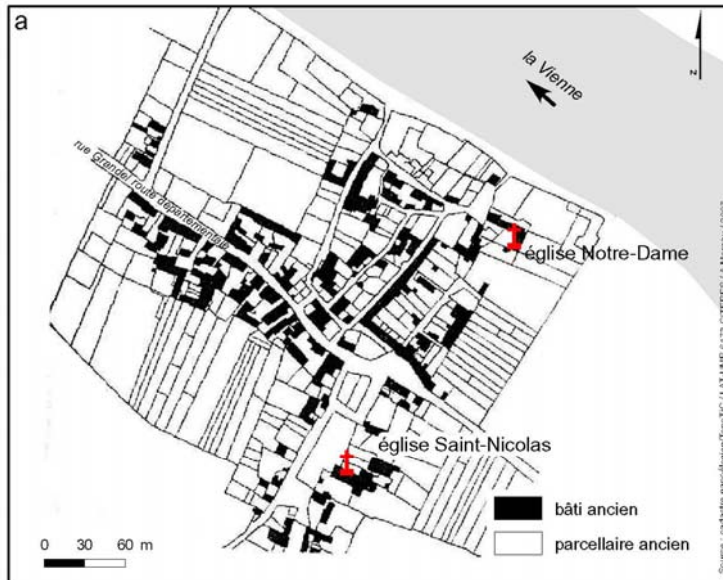 a
z
la Vienne
rue Grande/ route départementale
église Notre-Dame
église Saint-Nicolas
bâti ancien
parcellaire ancien
0 30 60 m